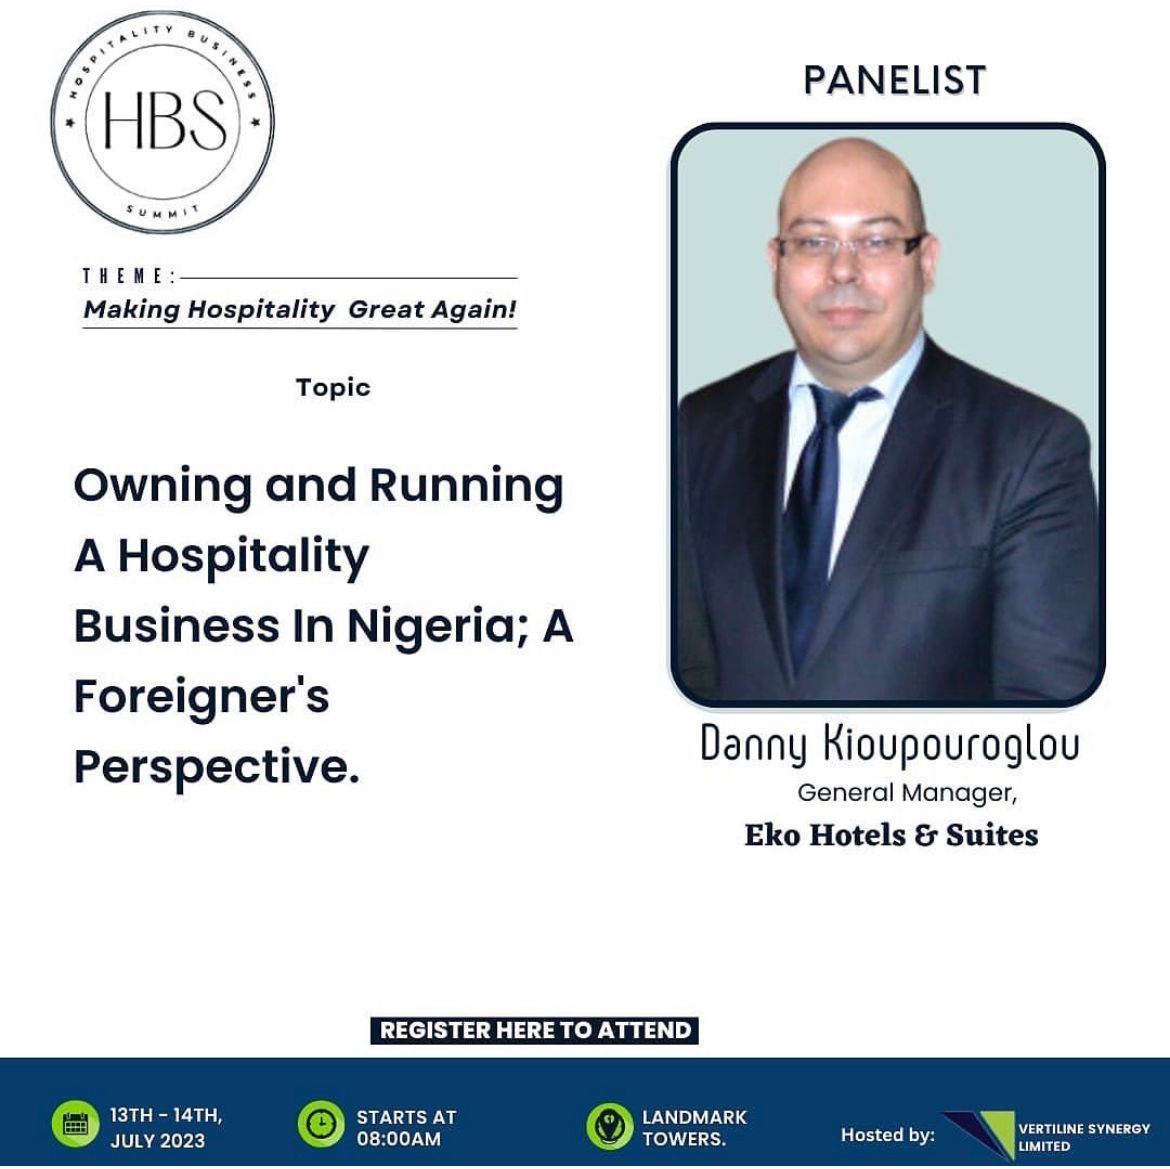 HOSPITALITY BUSINESS
HBS
SUMMIT
THEME:
Making Hospitality Great Again!
Topic
Owning and Running
A Hospitality
Business In Nigeria; A
Foreigner's
Perspective.
PANELIST
Danny Kioupouroglou
General Manager,
Eko Hotels & Suites
REGISTER HERE TO ATTEND
13TH - 14TH,
JULY 2023
STARTS AT
08:00AM
LANDMARK
TOWERS.
Hosted by:
VERTILINE SYNERGY
LIMITED